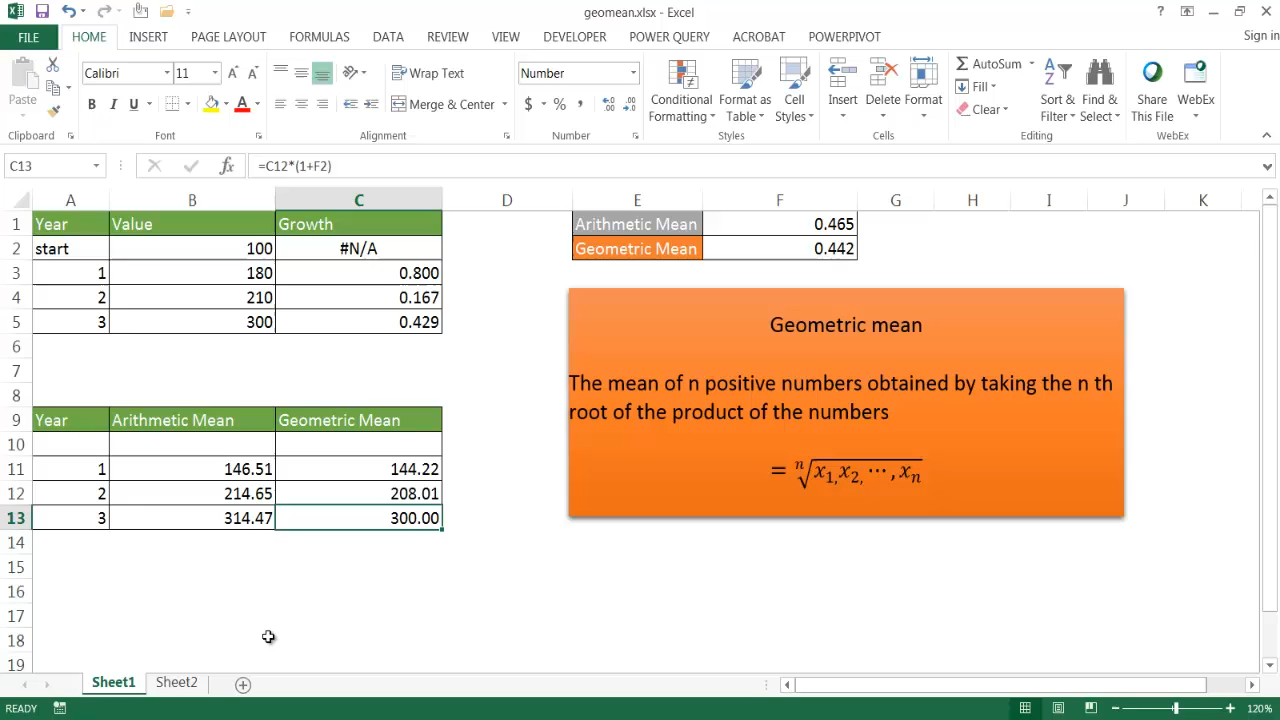 geomean.xlsx - Excel
?
Sign in
FILE HOME INSERT PAGE LAYOUT FORMULAS DATA REVIEW VIEW DEVELOPER POWER QUERY ACROBAT POWERPIVOT
Paste
Calibri 11
B I U A
Wrap Text
Merge & Center
Number
$ % ,
Conditional Formatting
Format as Table
Cell Styles
Insert Delete Format
AutoSum
Fill
Clear
Sort & Filter
Find & Select
Share This File
WebEx
Clipboard Font Alignment Number Styles Cells Editing WebEx
C13 fx =C12*(1+F2)
A B C D E F G H I J K
1 Year Value Growth Arithmetic Mean 0.465
2 start 100 #N/A Geometric Mean 0.442
3 1 180 0.800
4 2 210 0.167
5 3 300 0.429
6
7
8
9 Year Arithmetic Mean Geometric Mean
10
11 1 146.51 144.22
12 2 214.65 208.01
13 3 314.47 300.00
14
15
16
17
18
19
Geometric mean
The mean of n positive numbers obtained by taking the n th
root of the product of the numbers
= ⁿ√x₁,x₂, ⋯ , xₙ
Sheet1 Sheet2
READY
120%